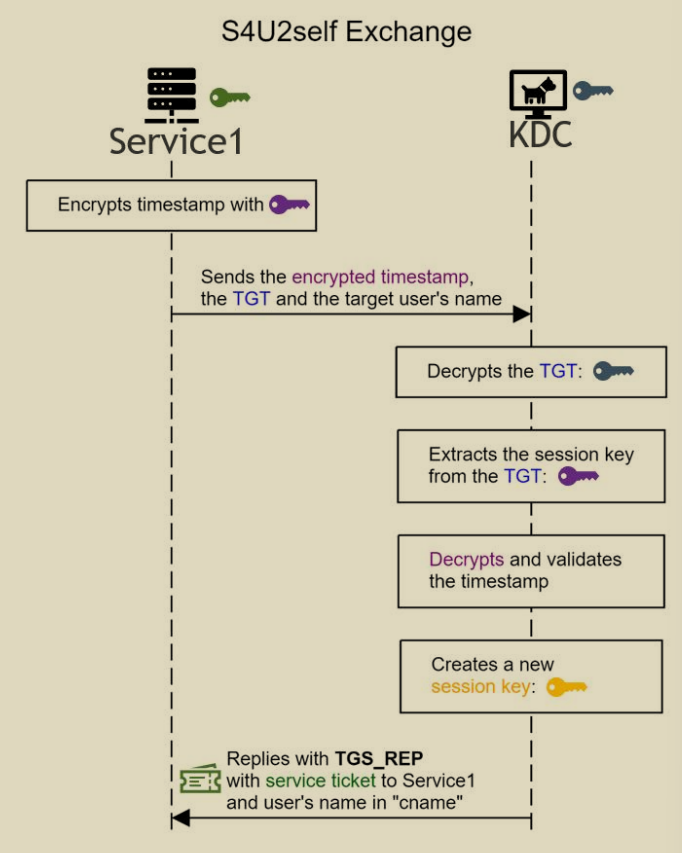 S4U2self Exchange
Service1
KDC
Encrypts timestamp with
Sends the encrypted timestamp,
the TGT and the target user's name
Decrypts the TGT:
Extracts the session key
from the TGT:
Decrypts and validates
the timestamp
Creates a new
session key:
Replies with TGS_REP
with service ticket to Service1
and user's name in "cname"